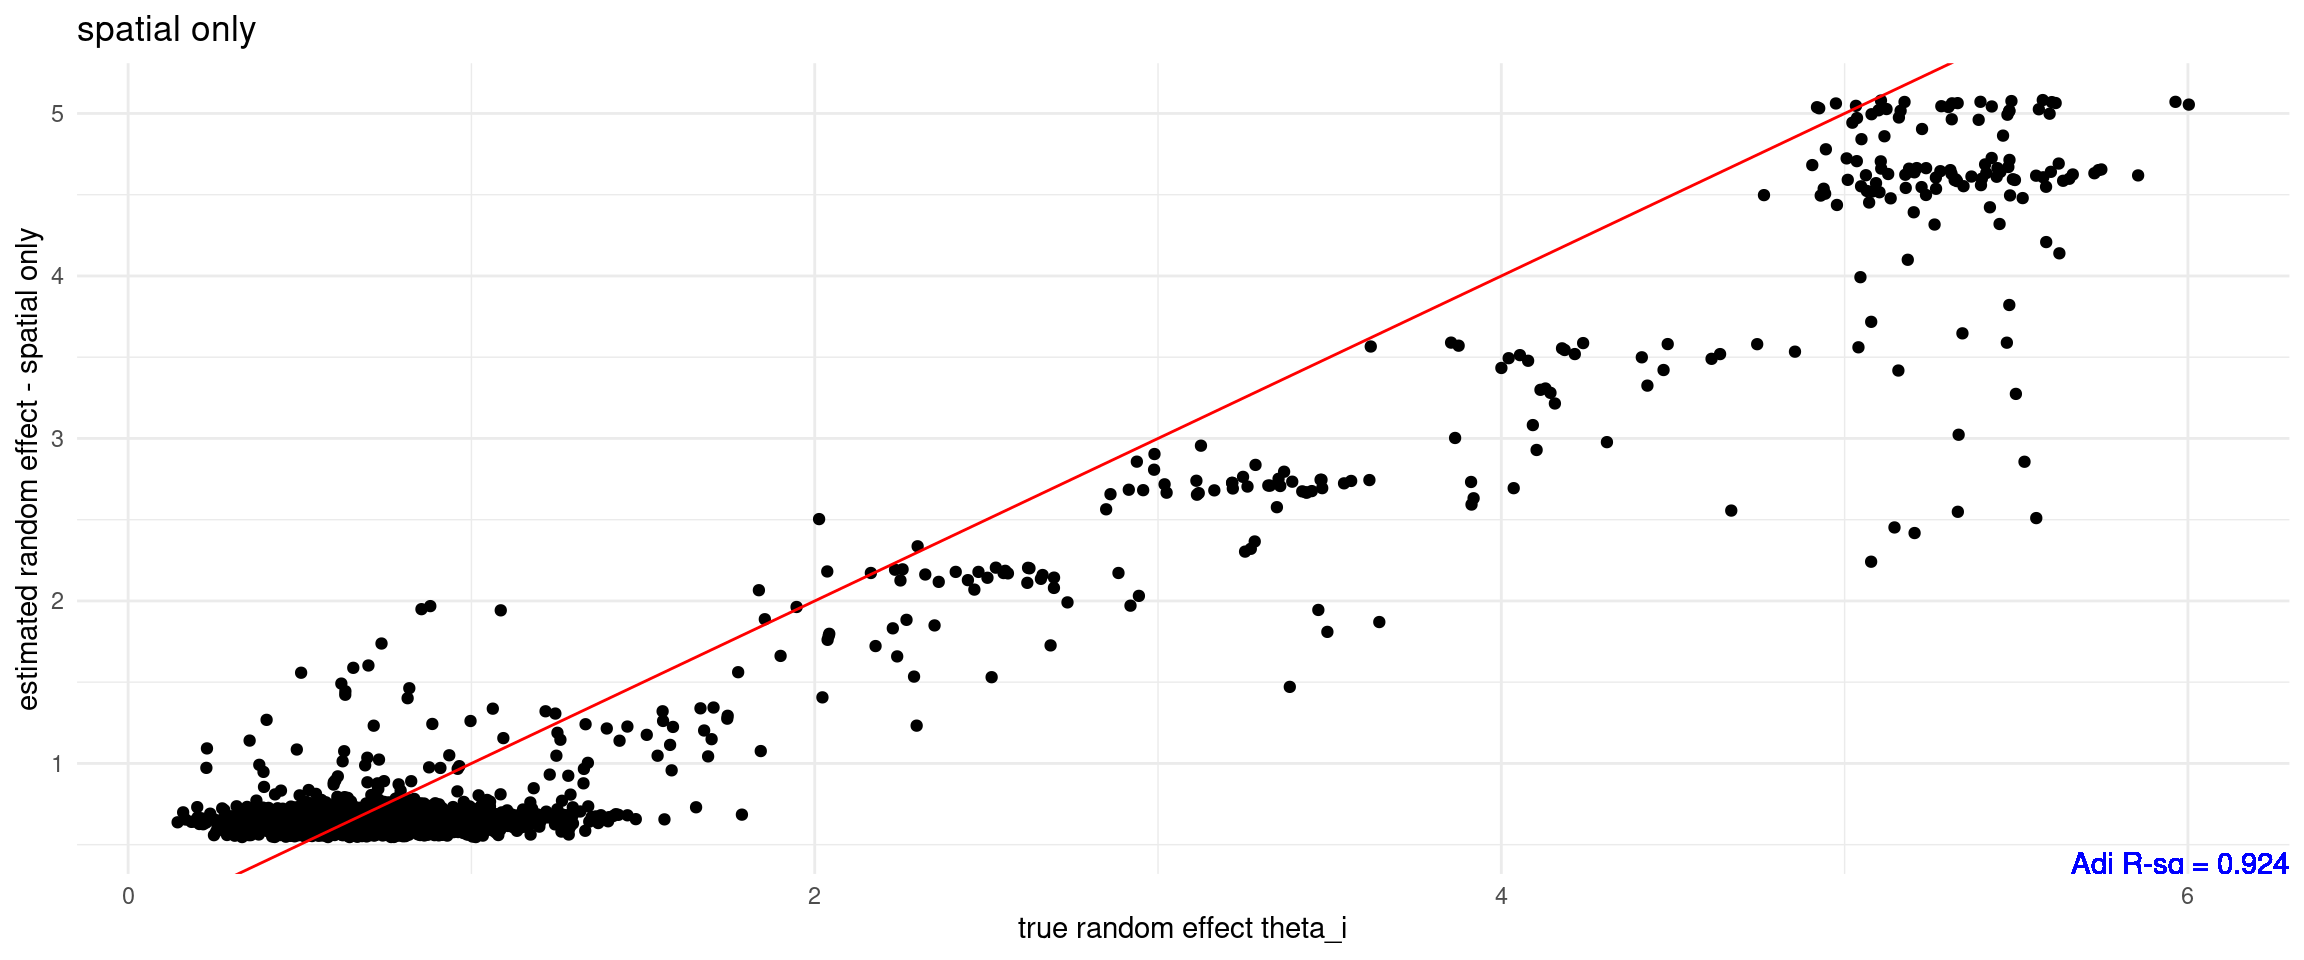 spatial only
estimated random effect - spatial only
5
4
3
2
1
0
2
4
6
Adj R-sq = 0.924
true random effect theta_i